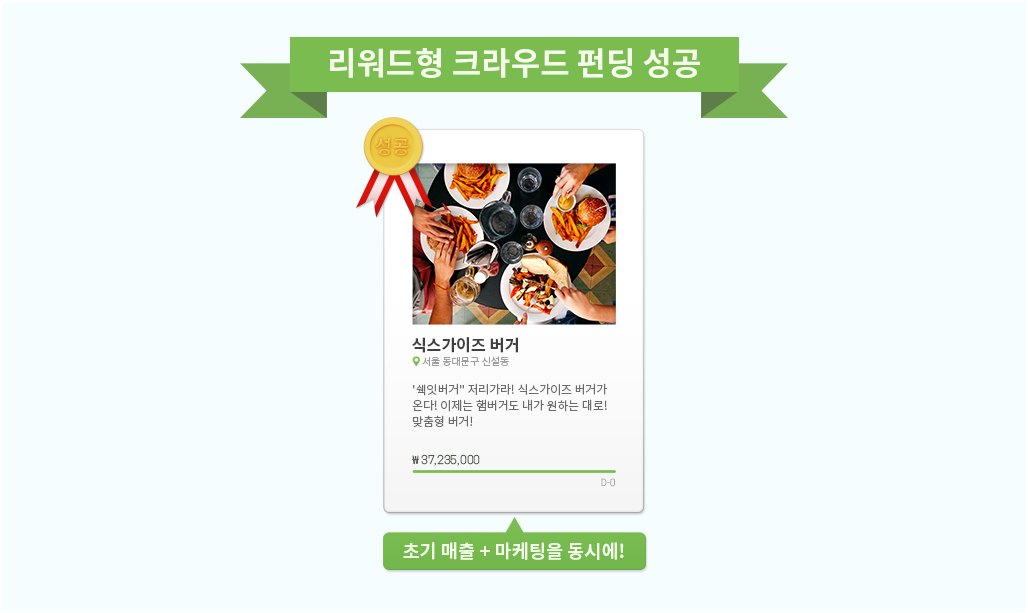 리워드형 크라우드 펀딩 성공
성공
식스가이즈 버거
서울 동대문구 신설동
'쉑잇버거" 저리가라! 식스가이즈 버거가
온다! 이제는 햄버거도 내가 원하는 대로!
맞춤형 버거!
₩ 37,235,000
D-0
초기 매출 + 마케팅을 동시에!